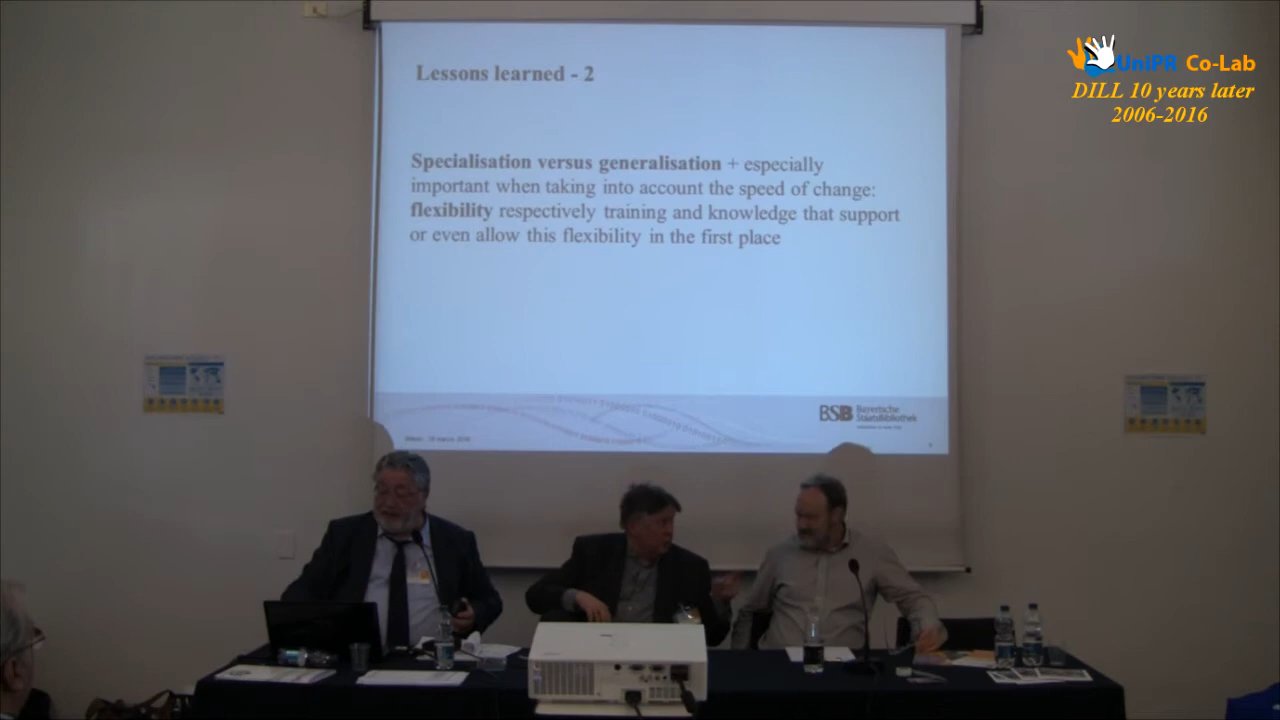 UniPR Co-Lab
DILL 10 years later
2006-2016
Lessons learned - 2
Specialisation versus generalisation + especially
important when taking into account the speed of change:
flexibility respectively training and knowledge that support
or even allow this flexibility in the first place
BSB Bayerische
StaatsBibliothek